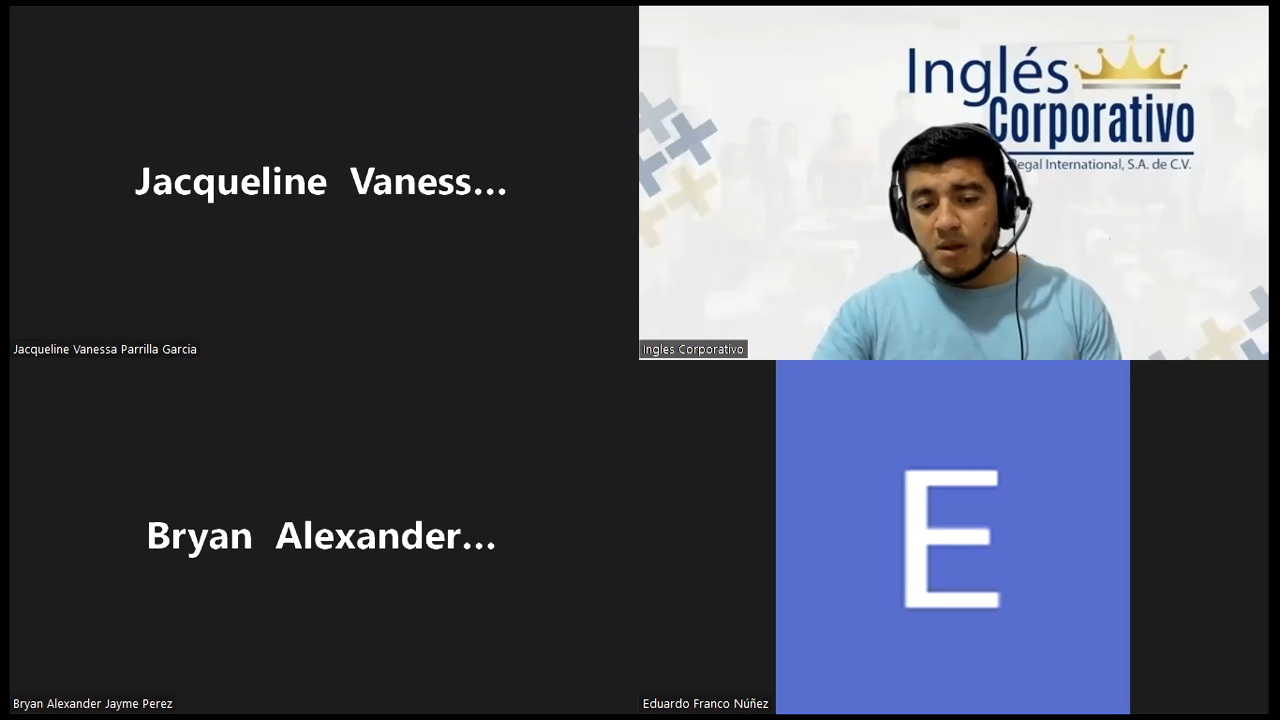 Jacqueline Vaness...
Jacqueline Vanessa Parrilla Garcia
Inglés
Corporativo
Regal International, S.A. de C.V.
Ingles Corporativo
Bryan Alexander...
Bryan Alexander Jayme Perez
E
Eduardo Franco Núñez